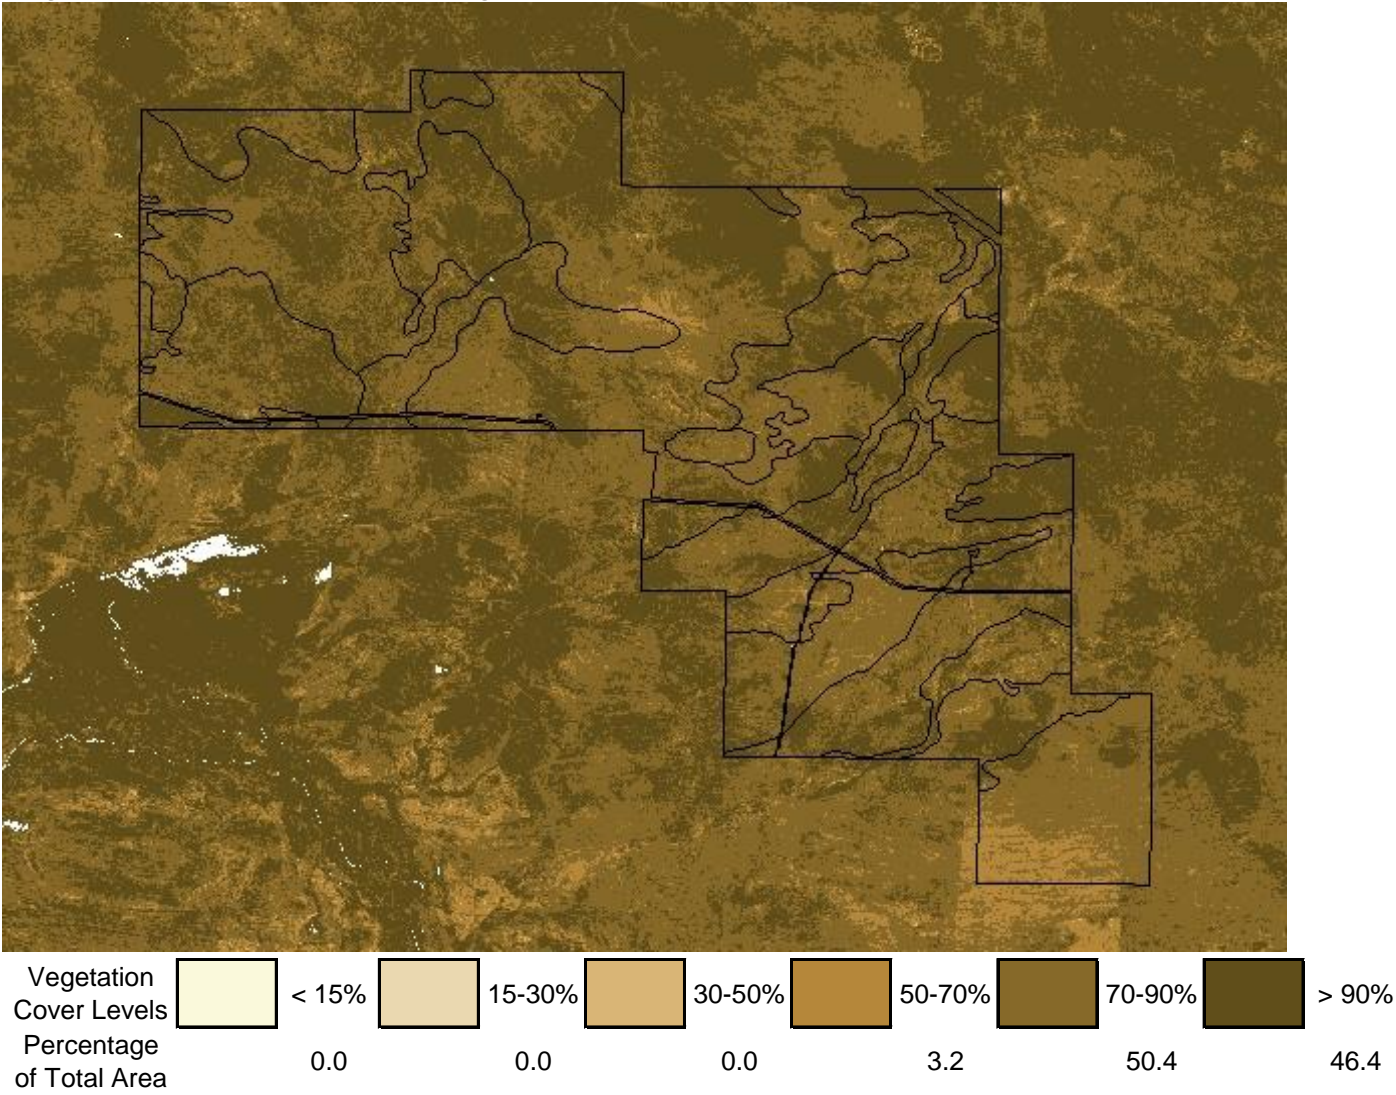 Vegetation
Cover Levels
< 15% 15-30% 30-50% 50-70% 70-90% > 90%
Percentage
of Total Area
0.0 0.0 0.0 3.2 50.4 46.4